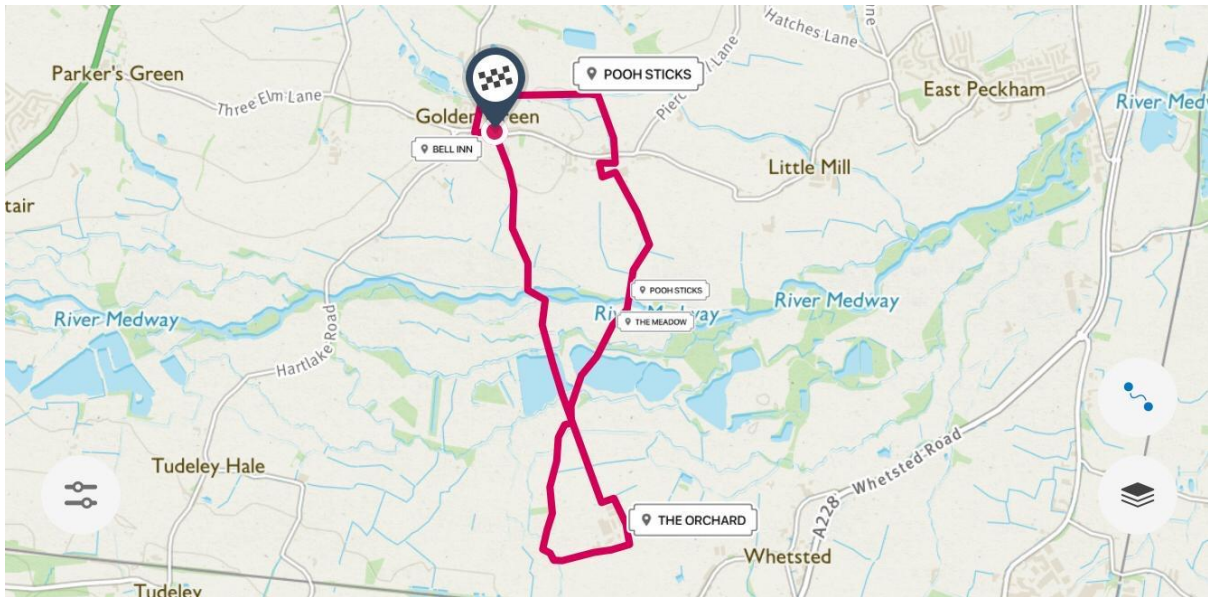 Hatches Lane
Parker's Green
POOH STICKS
East Peckham
Three Elm Lane
Golden Green
River Medw
BELL INN
Little Mill
tair
POOH STICKS
River Medway
River Medway
River Medway
THE MEADOW
Hartlake Road
Tudeley Hale
Whetsted Road
A228
THE ORCHARD
Whetsted
Tudeley